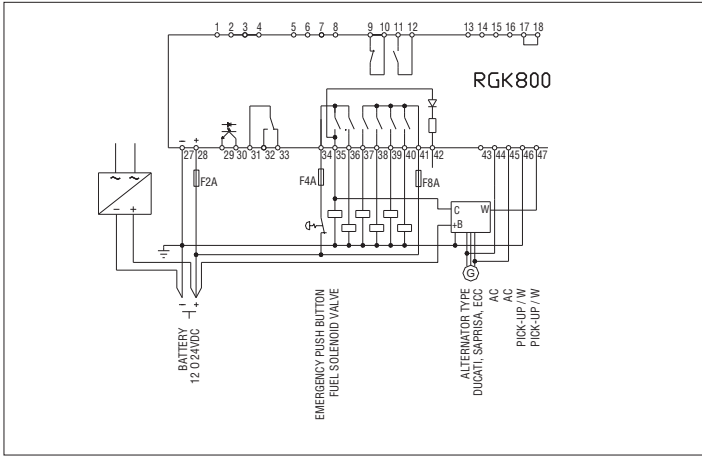 1 2 3 4 5 6 7 8 9 10 11 12 13 14 15 16 17 18
RGK800
− +
27 28 29 30 31 32 33 34 35 36 37 38 39 40 41 42 43 44 45 46 47
F2A
F4A
F8A
~ ~
− +
C W
+B
G
− +
BATTERY
12 O 24VDC
EMERGENCY PUSH BUTTON
FUEL SOLENOID VALVE
ALTERNATOR TYPE
DUCATI, SAPRISA, ECC
AC
AC
PICK-UP / W
PICK-UP / W